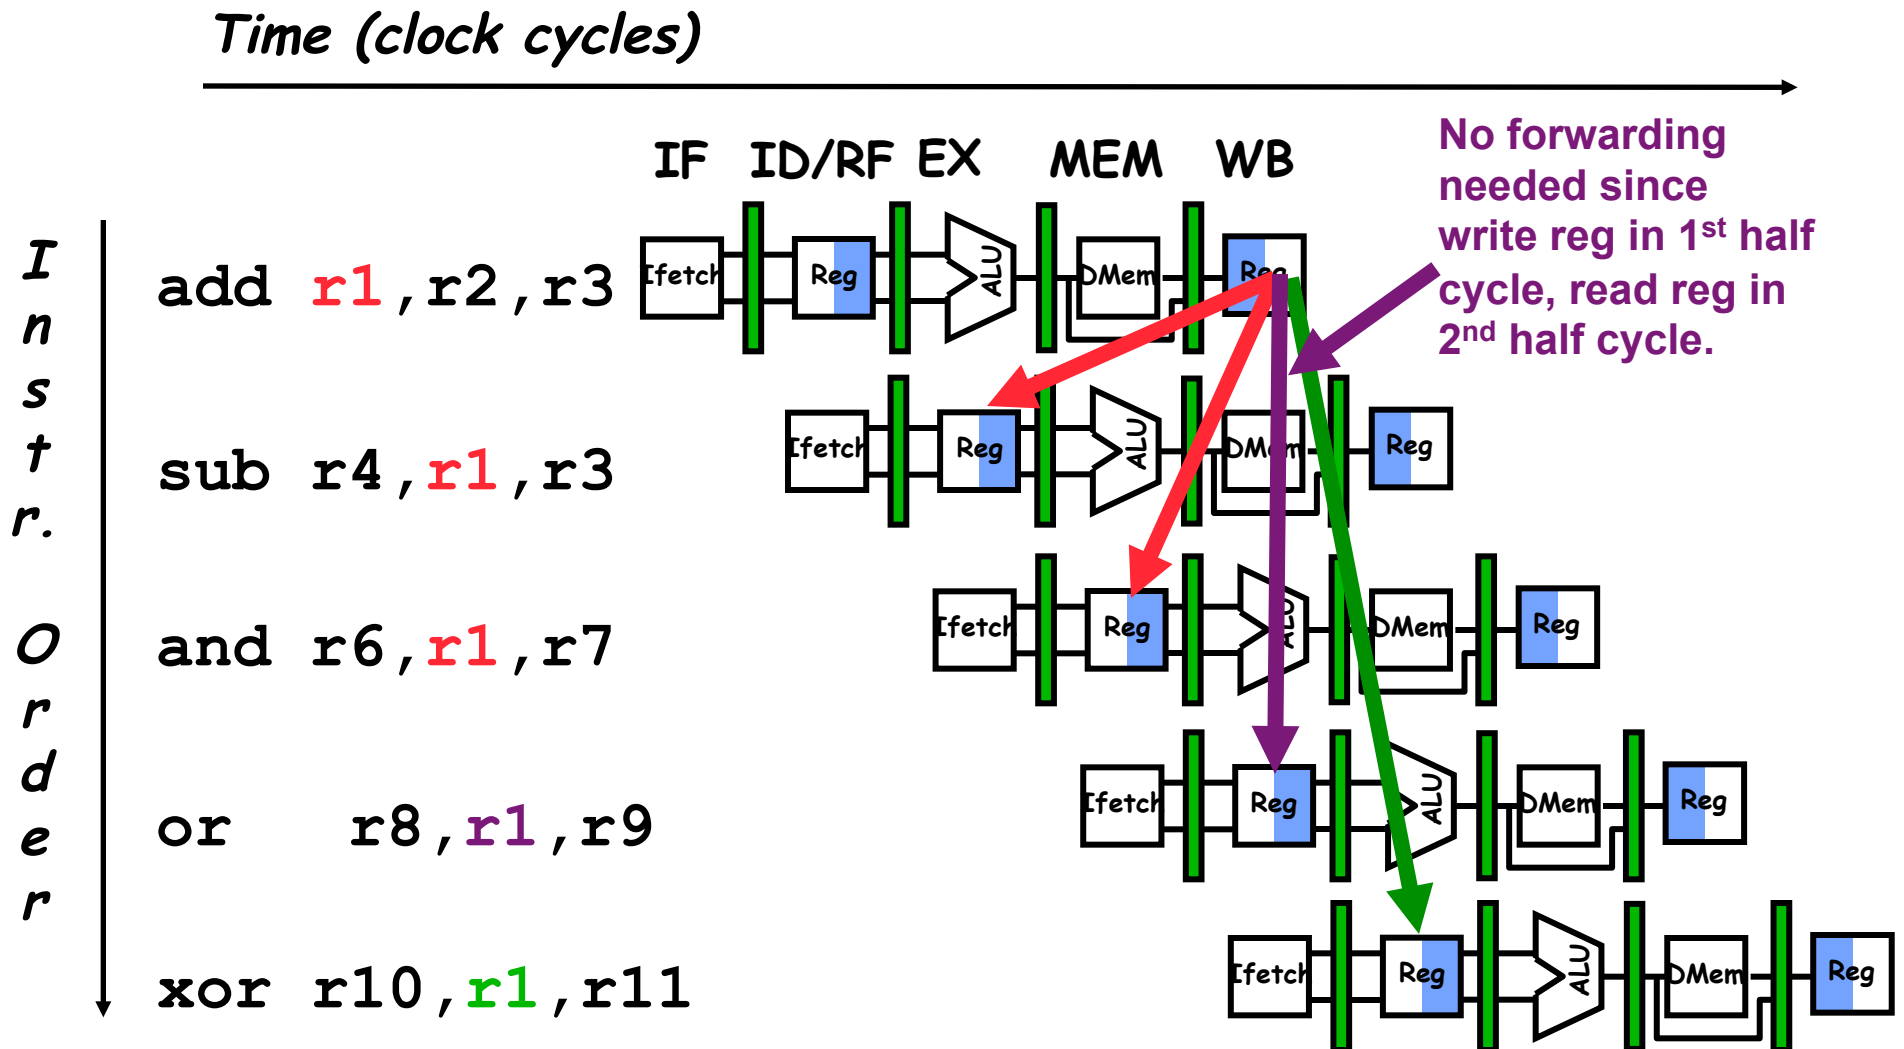 Time (clock cycles)
IF ID/RF EX MEM WB
No forwarding
needed since
write reg in 1st half
cycle, read reg in
2nd half cycle.
Instr. Order
add r1,r2,r3
Ifetch Reg ALU DMem Reg
sub r4,r1,r3
Ifetch Reg ALU DMem Reg
and r6,r1,r7
Ifetch Reg ALU DMem Reg
or r8,r1,r9
Ifetch Reg ALU DMem Reg
xor r10,r1,r11
Ifetch Reg ALU DMem Reg